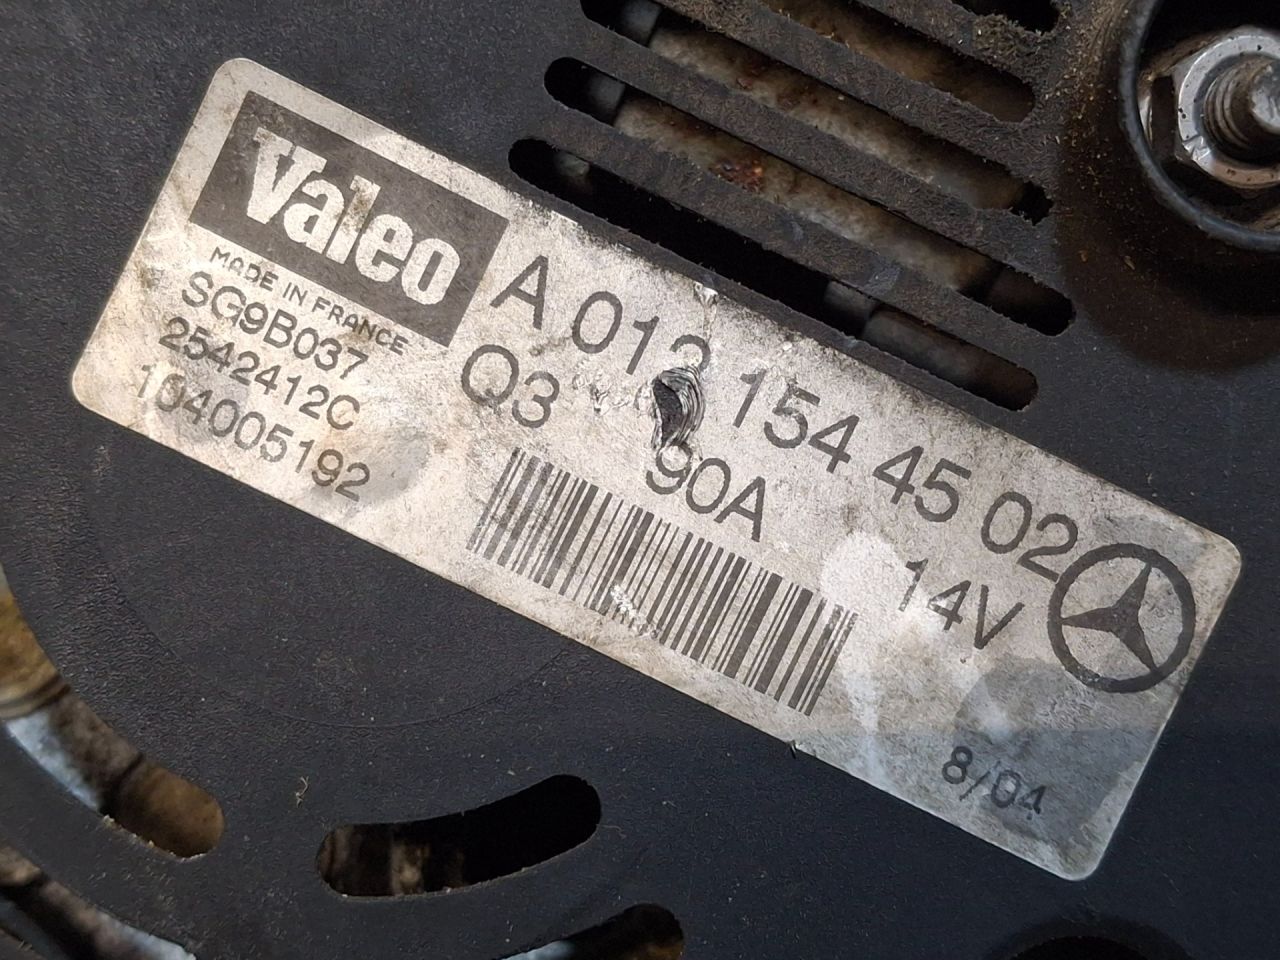 Valeo
MADE IN FRANCE
SG9B037
2542412C
104005192
A 013 154 45 02
Q3 90A 14V
8/04